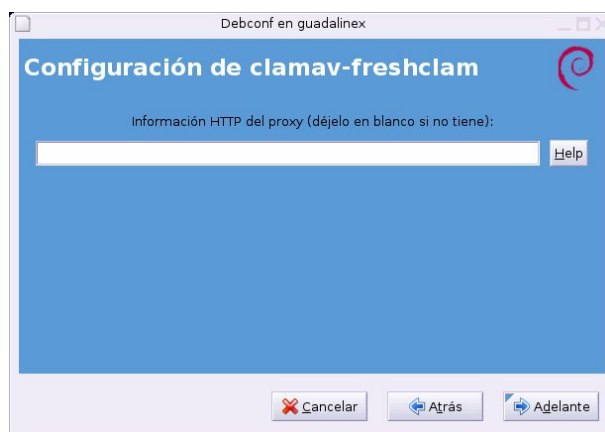 Debconf en guadalinex
Configuración de clamav-freshclam
Información HTTP del proxy (déjelo en blanco si no tiene):
Help
Cancelar
Atrás
Adelante